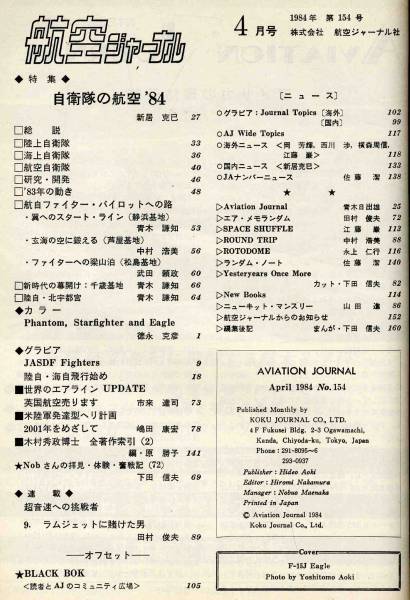 航空ジャーナル
4月号
1984年 第154号
株式会社 航空ジャーナル社
◆特集◆
自衛隊の航空'84
新居 克巳 27
□総 説
□陸上自衛隊 33
□海上自衛隊 36
□航空自衛隊 40
□研究・開発 46
□'83年の動き 48
□航自ファイター・パイロットへの路
・翼へのスタート・ライン〈静浜基地〉
青木 謙知 53
・玄海の空に鍛える〈芦屋基地〉
中村 浩美 56
・ファイターへの梁山泊〈松島基地〉
武田 頼政 60
□新時代の幕開け:千歳基地 青木 謙知 66
□陸自・北宇都宮 青木 謙知 64
◆カラー
Phantom, Starfighter and Eagle
徳永 克彦 1
◆グラビア
JASDF Fighters 9
陸自・海自飛行始め 18
■世界のエアライン UPDATE
英国航空売ります 市来 達司 73
■米陸軍発達型ヘリ計画
2001年をめざして 嶋田 康宏 78
■木村秀政博士 全著作索引(2)
編・原 勝子 141
★Nobさんの拝見・体験・奮戦記(72)
下田 信夫 69
◆連 載◆
超音速への挑戦者
9. ラムジェットに賭けた男
田村 俊夫 89
―オフセット―
★BLACK BOK
<読者とAJのコミュニティ広場> 105
〔ニュース〕
○グラビア:Journal Topics [海外] 102
[国内] 99
○AJ Wide Topics 117
○海外ニュース <岡 芳輝, 西川 渉, 横森周信,
江藤 巌> 118
○国内ニュース <新居克巳> 133
○JAナンバーニュース 佐藤 潔 138
★ ★
▷Aviation Journal 青木日出雄 25
▷エア・メモランダム 田村 俊夫 72
▷SPACE SHUFFLE 江藤 巌 113
▷ROUND TRIP 中村 浩美 88
▷ROTODOME 永上 仁行 116
▷ランダム・ノート 佐藤 潔 140
▷Yesteryears Once More
カット・下田 信夫 82
▷New Books 114
▷ニューキット・マンスリー 山田 進 86
▷航空ジャーナルからのお知らせ 152
▷編集後記 まんが・下田 信夫 160
AVIATION JOURNAL
April 1984 No.154
Published Monthly by
KOKU JOURNAL CO., LTD.
4 F Fukusei Bldg. 2-3 Ogawamachi,
Kanda, Chiyoda-ku, Tokyo, Japan
Phone: 291-8095~6
293-0937
Publisher: Hideo Aoki
Editor: Hiromi Nakamura
Manager: Nobuo Maenaka
Printed in Japan
© Aviation Journal 1984
Koku Journal Co., Ltd.
Cover
F-15J Eagle
Photo by Yoshitomo Aoki